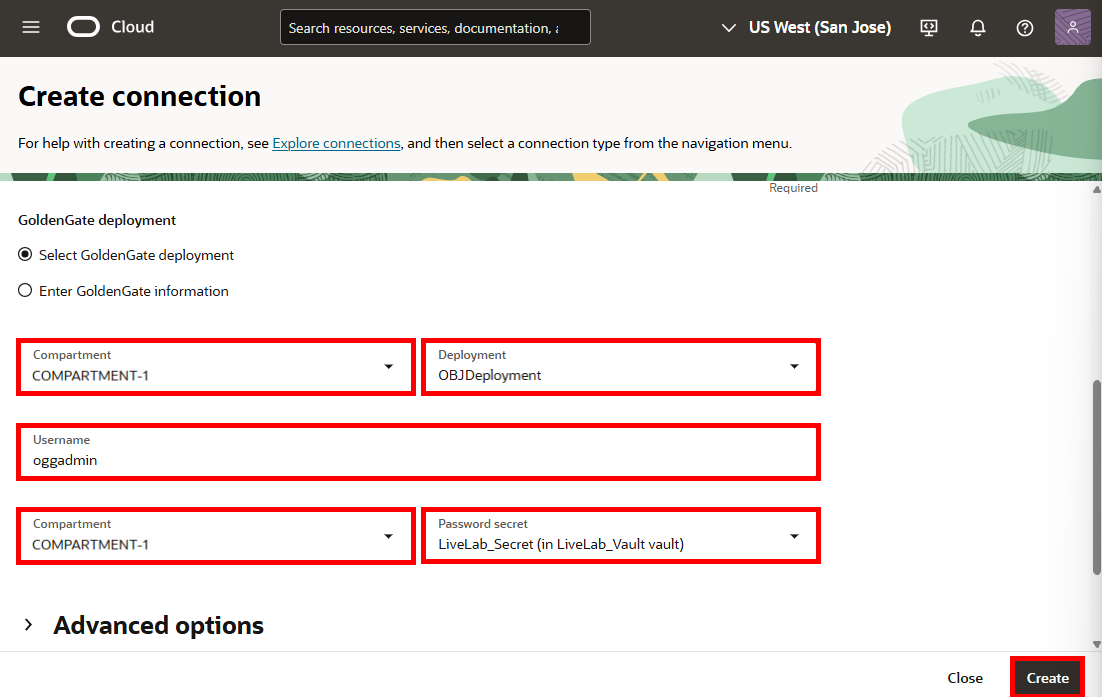 Cloud
Search resources, services, documentation,
US West (San Jose)
Create connection
For help with creating a connection, see Explore connections, and then select a connection type from the navigation menu.
Required
GoldenGate deployment
Select GoldenGate deployment
Enter GoldenGate information
Compartment
COMPARTMENT-1
Deployment
OBJDeployment
Username
oggadmin
Compartment
COMPARTMENT-1
Password secret
LiveLab_Secret (in LiveLab_Vault vault)
Advanced options
Close
Create